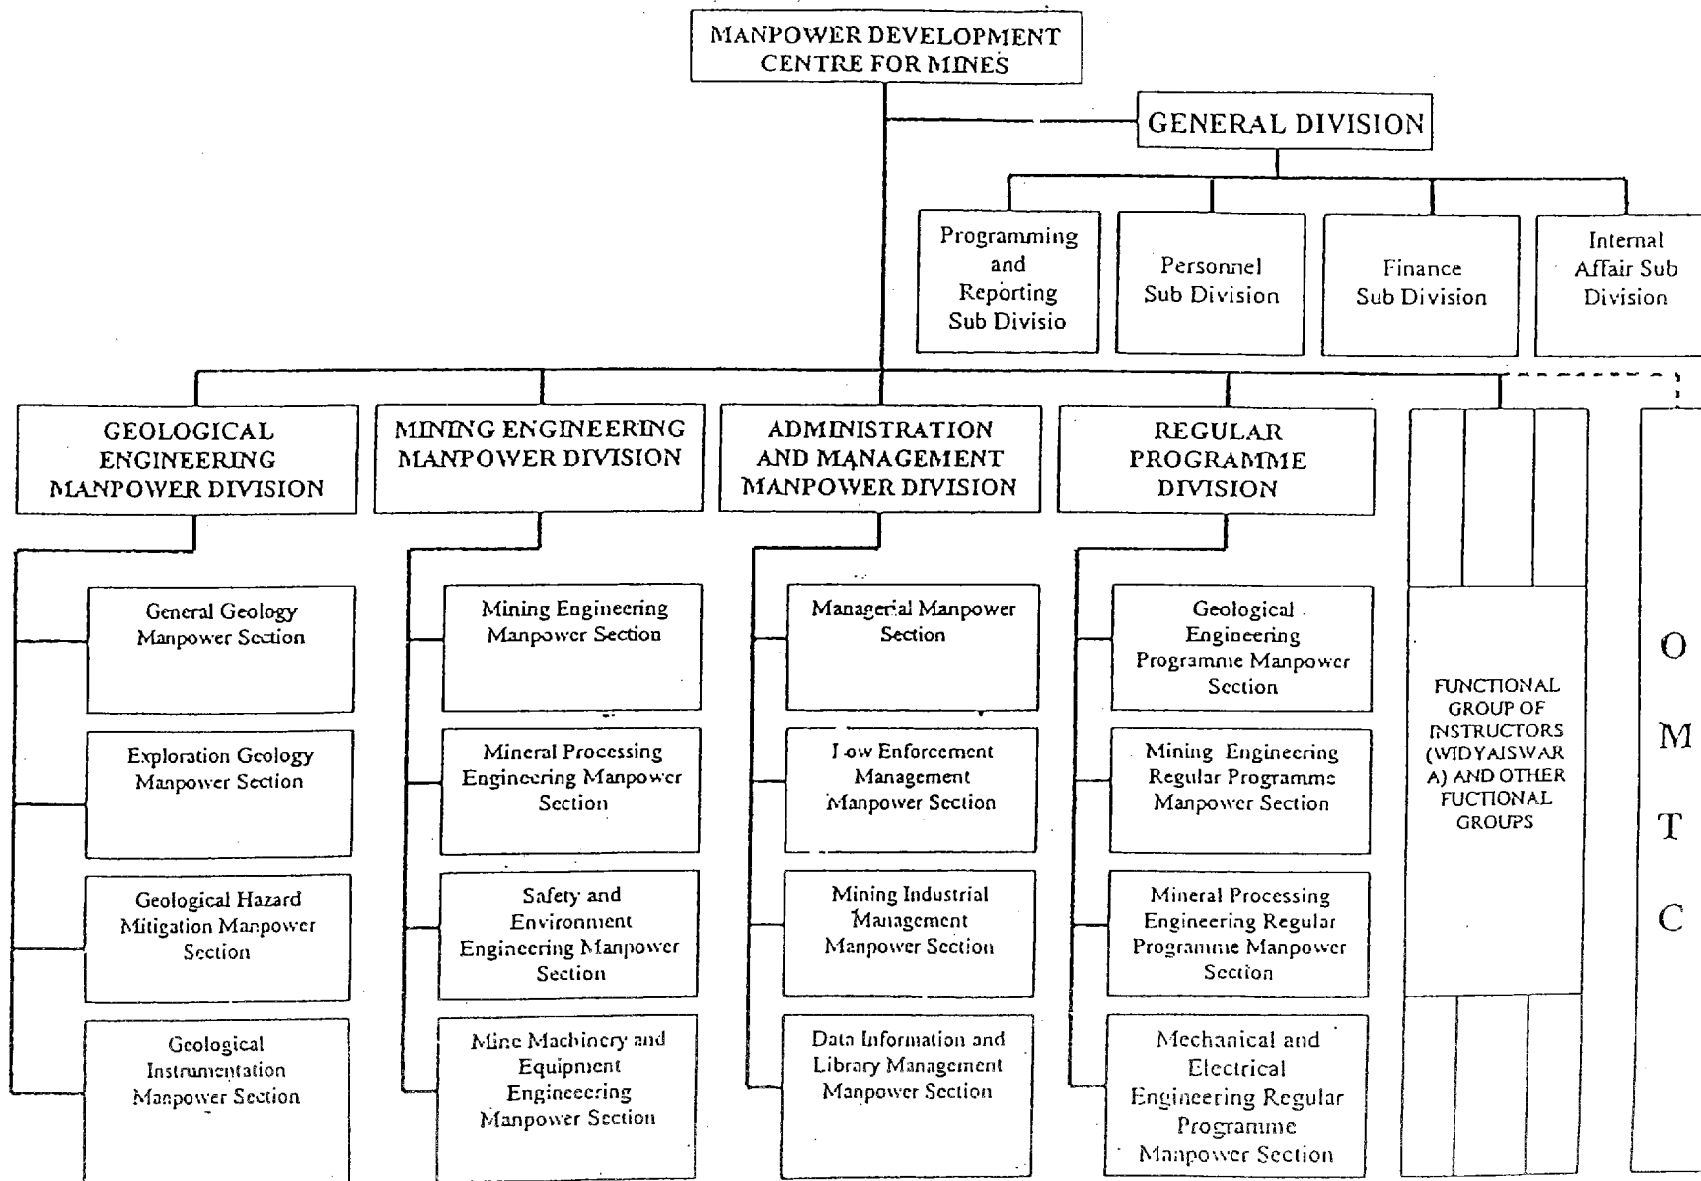 MANPOWER DEVELOPMENT
CENTRE FOR MINES
GENERAL DIVISION
Programming
and
Reporting
Sub Divisio
Personnel
Sub Division
Finance
Sub Division
Internal
Affair Sub
Division
GEOLOGICAL
ENGINEERING
MANPOWER DIVISION
MINING ENGINEERING
MANPOWER DIVISION
ADMINISTRATION
AND MANAGEMENT
MANPOWER DIVISION
REGULAR
PROGRAMME
DIVISION
General Geology
Manpower Section
Exploration Geology
Manpower Section
Geological Hazard
Mitigation Manpower
Section
Geological
Instrumentation
Manpower Section
Mining Engineering
Manpower Section
Mineral Processing
Engineering Manpower
Section
Safety and
Environment
Engineering Manpower
Section
Mine Machinery and
Equipment
Engineeering
Manpower Section
Managerial Manpower
Section
Low Enforcement
Management
Manpower Section
Mining Industrial
Management
Manpower Section
Data Information and
Library Management
Manpower Section
Geological
Engineering
Programme Manpower
Section
Mining Engineering
Regular Programme
Manpower Section
Mineral Processing
Engineering Regular
Programme Manpower
Section
Mechanical and
Electrical
Engineering Regular
Programme
Manpower Section
FUNCTIONAL
GROUP OF
INSTRUCTORS
(WIDYAISWAR
A) AND OTHER
FUCTIONAL
GROUPS
O
M
T
C